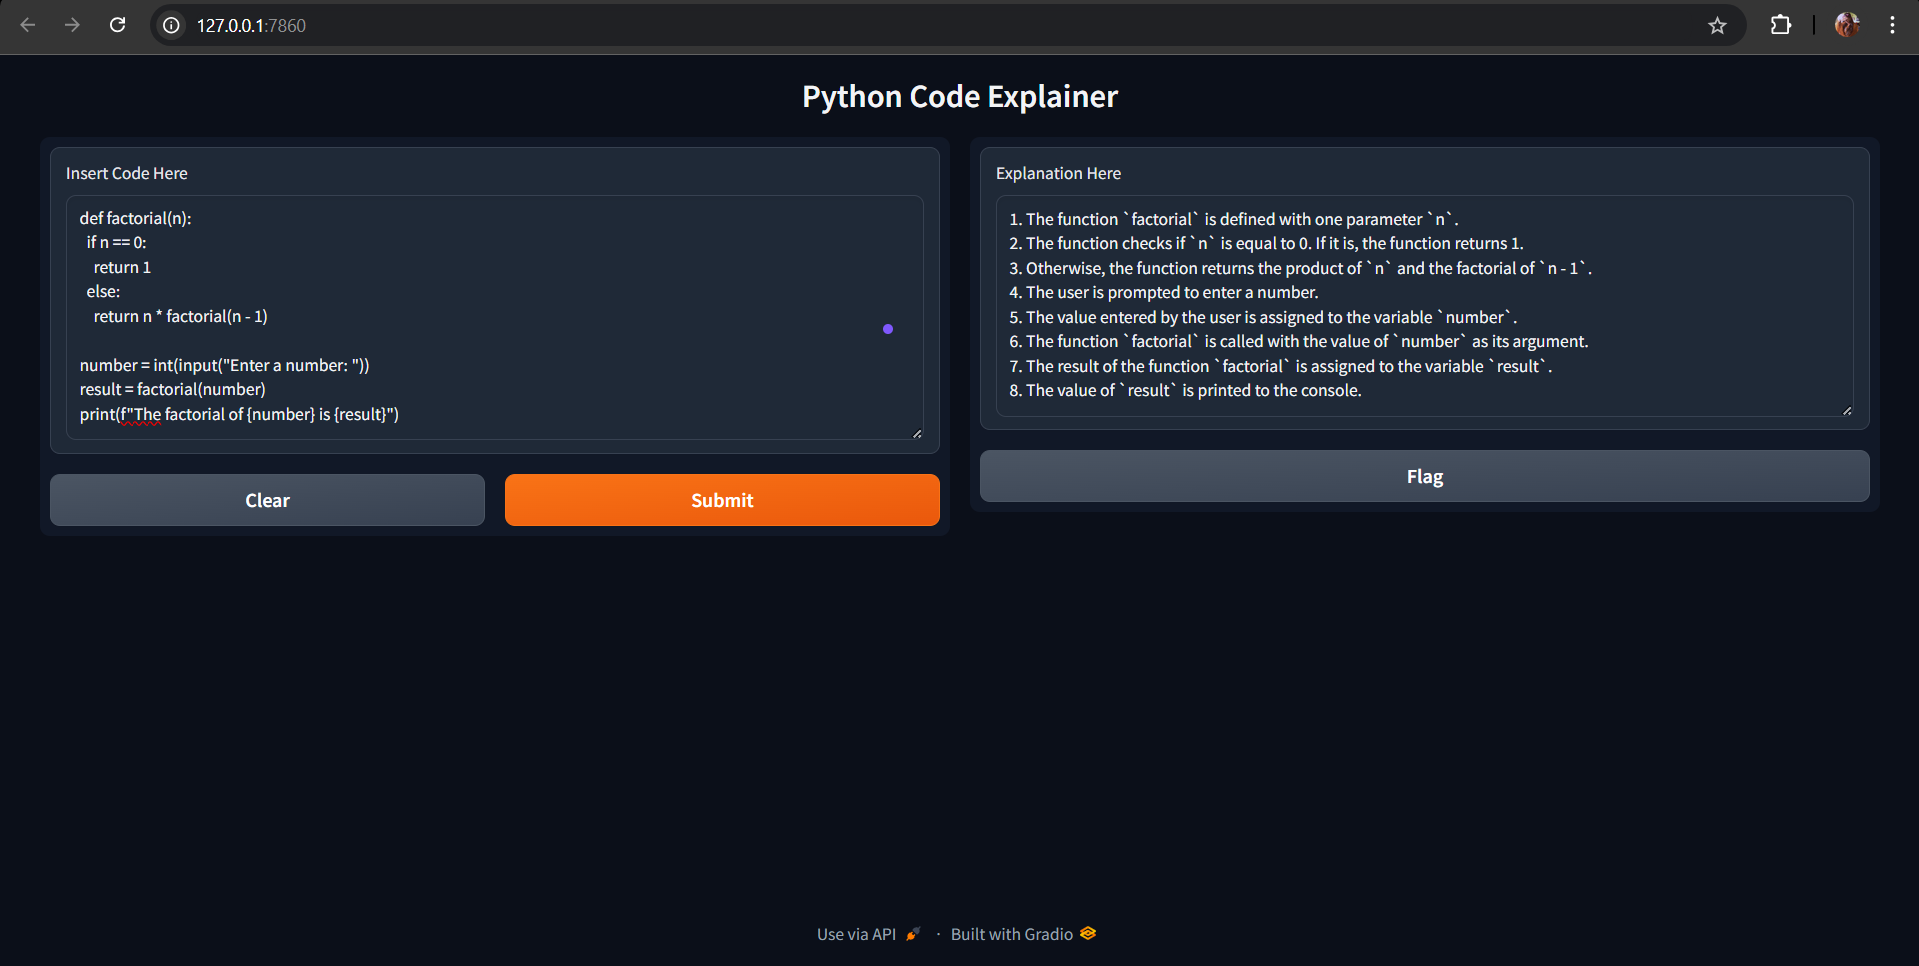 127.0.0.1:7860
Python Code Explainer
Insert Code Here
def factorial(n):
  if n == 0:
    return 1
  else:
    return n * factorial(n - 1)
number = int(input("Enter a number: "))
result = factorial(number)
print(f"The factorial of {number} is {result}")
Clear
Submit
Explanation Here
1. The function `factorial` is defined with one parameter `n`.
2. The function checks if `n` is equal to 0. If it is, the function returns 1.
3. Otherwise, the function returns the product of `n` and the factorial of `n - 1`.
4. The user is prompted to enter a number.
5. The value entered by the user is assigned to the variable `number`.
6. The function `factorial` is called with the value of `number` as its argument.
7. The result of the function `factorial` is assigned to the variable `result`.
8. The value of `result` is printed to the console.
Flag
Use via API · Built with Gradio